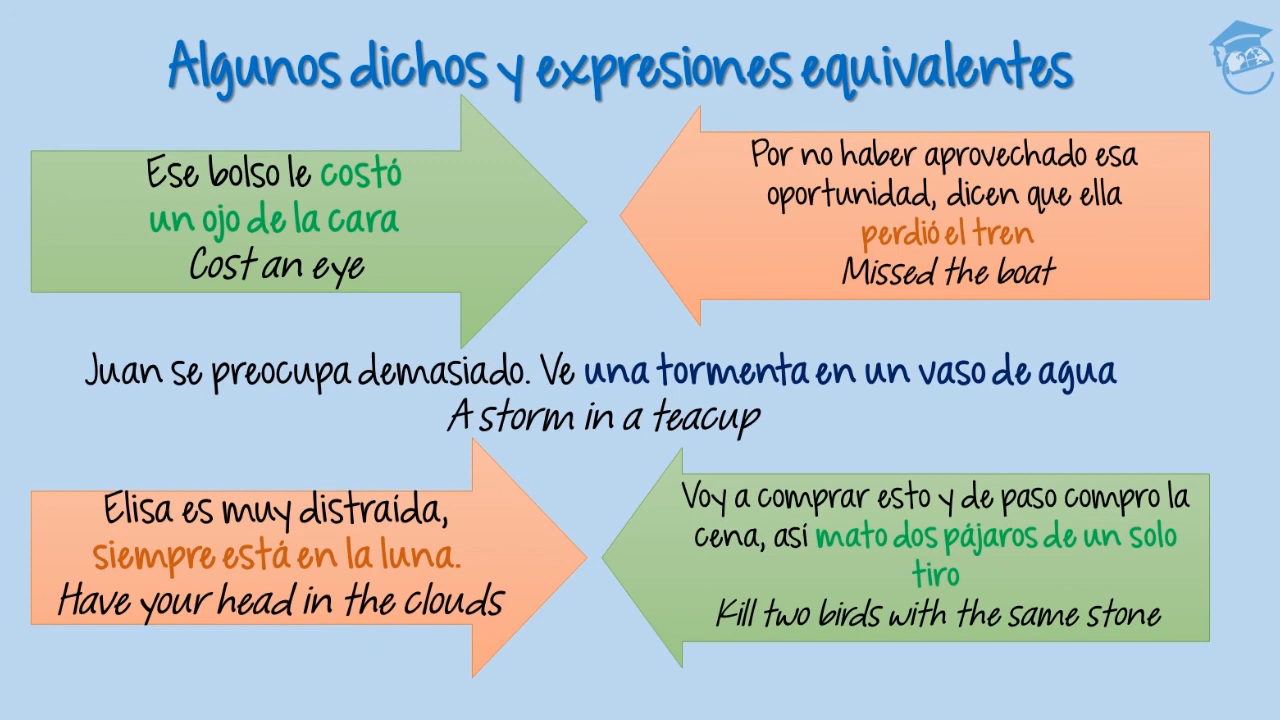 Algunos dichos y expresiones equivalentes
Ese bolso le costó
un ojo de la cara
Cost an eye
Por no haber aprovechado esa
oportunidad, dicen que ella
perdió el tren
Missed the boat
Juan se preocupa demasiado. Ve una tormenta en un vaso de agua
A storm in a teacup
Elisa es muy distraída,
siempre está en la luna.
Have your head in the clouds
Voy a comprar esto y de paso compro la
cena, así mato dos pájaros de un solo
tiro
Kill two birds with the same stone